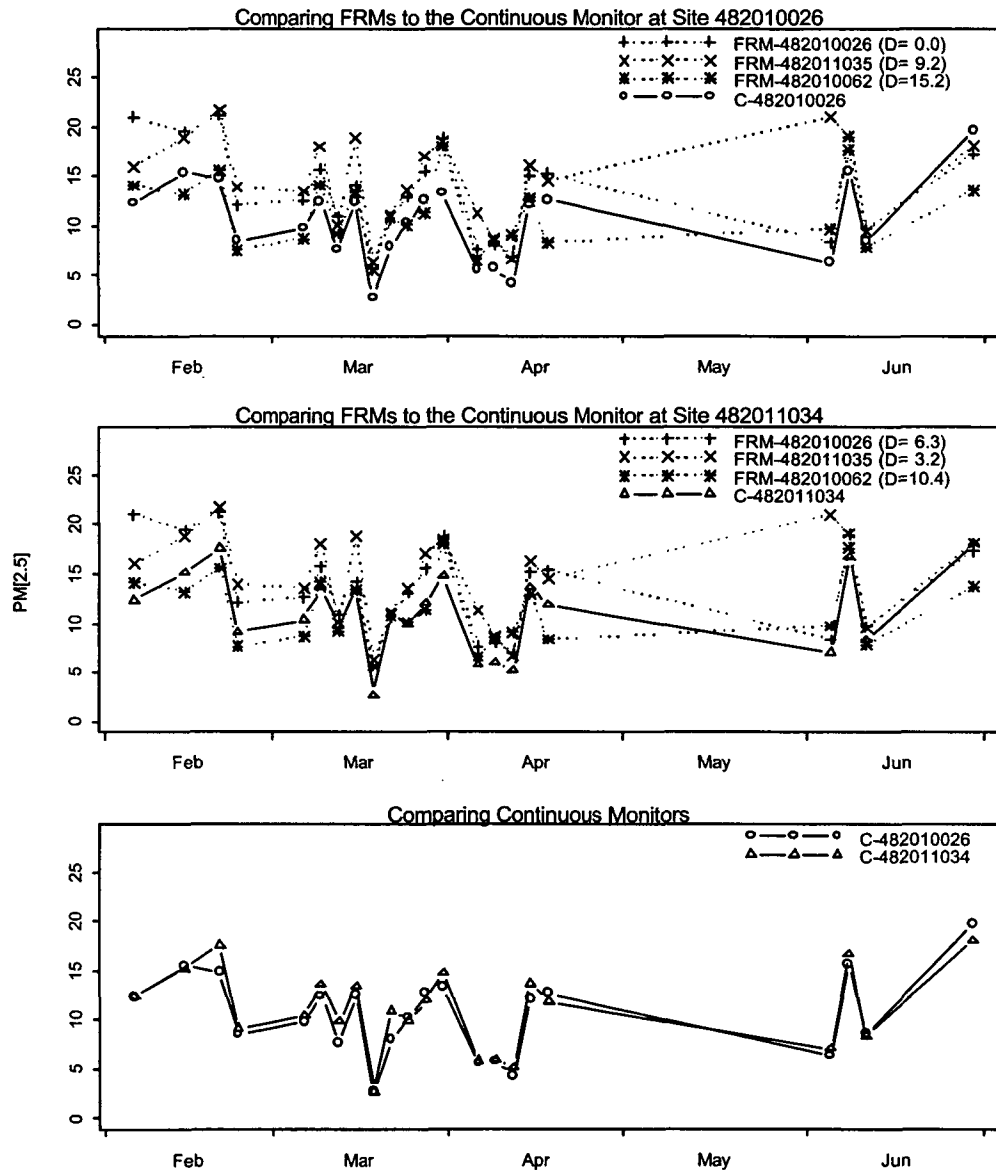 Comparing FRMs to the Continuous Monitor at Site 482010026
FRM-482010026 (D= 0.0)
FRM-482011035 (D= 9.2)
FRM-482010062 (D=15.2)
C-482010026
25
20
15
10
5
0
Feb Mar Apr May Jun
Comparing FRMs to the Continuous Monitor at Site 482011034
FRM-482010026 (D= 6.3)
FRM-482011035 (D= 3.2)
FRM-482010062 (D=10.4)
C-482011034
PM[2.5]
25
20
15
10
5
0
Feb Mar Apr May Jun
Comparing Continuous Monitors
C-482010026
C-482011034
25
20
15
10
5
0
Feb Mar Apr May Jun